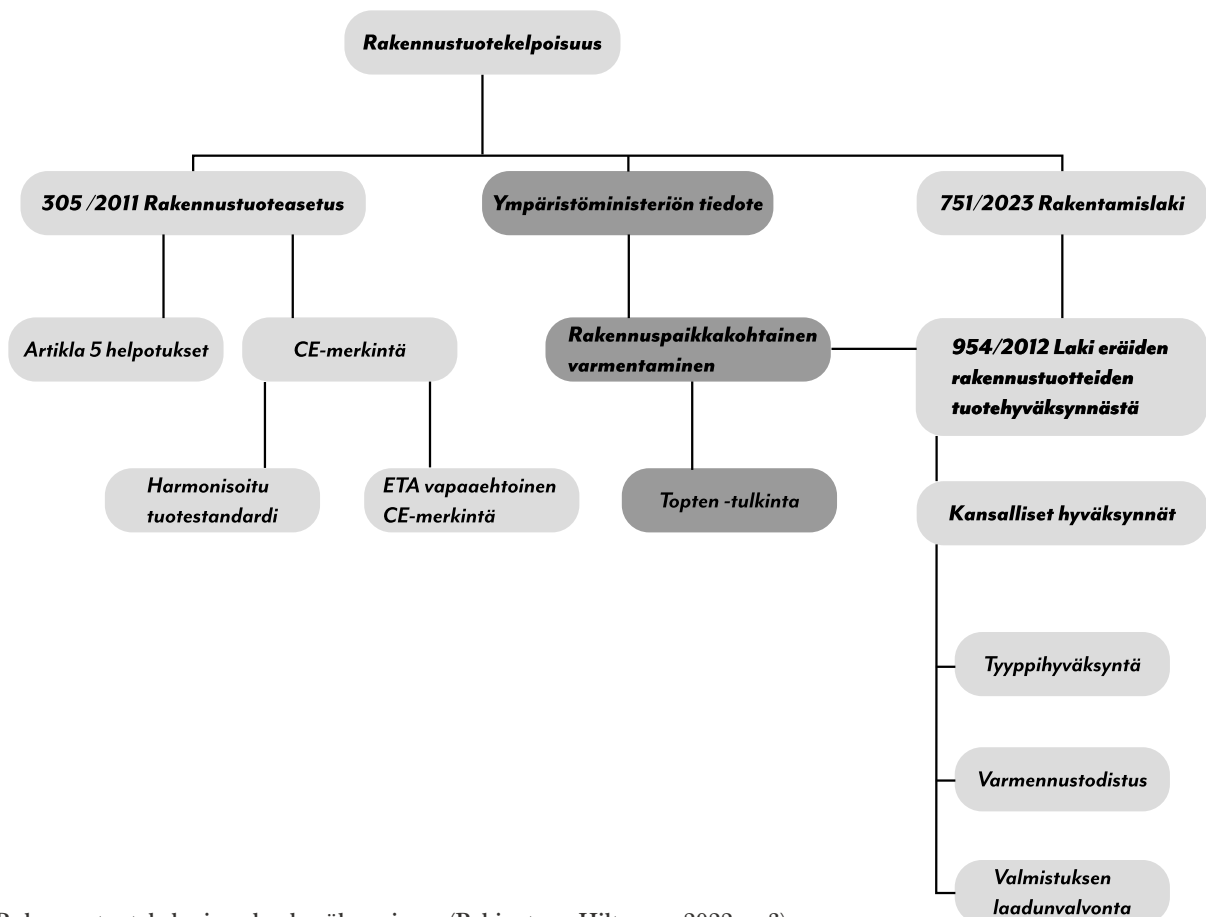 Rakennustuotekelpoisuus
305 /2011 Rakennustuoteasetus
Ympäristöministeriön tiedote
751/2023 Rakentamislaki
Artikla 5 helpotukset
CE-merkintä
Rakennuspaikkakohtainen
varmentaminen
954/2012 Laki eräiden
rakennustuotteiden
tuotehyväksynnästä
Harmonisoitu
tuotestandardi
ETA vapaaehtoinen
CE-merkintä
Topten -tulkinta
Kansalliset hyväksynnät
Tyyppihyväksyntä
Varmennustodistus
Valmistuksen
laadunvalvonta